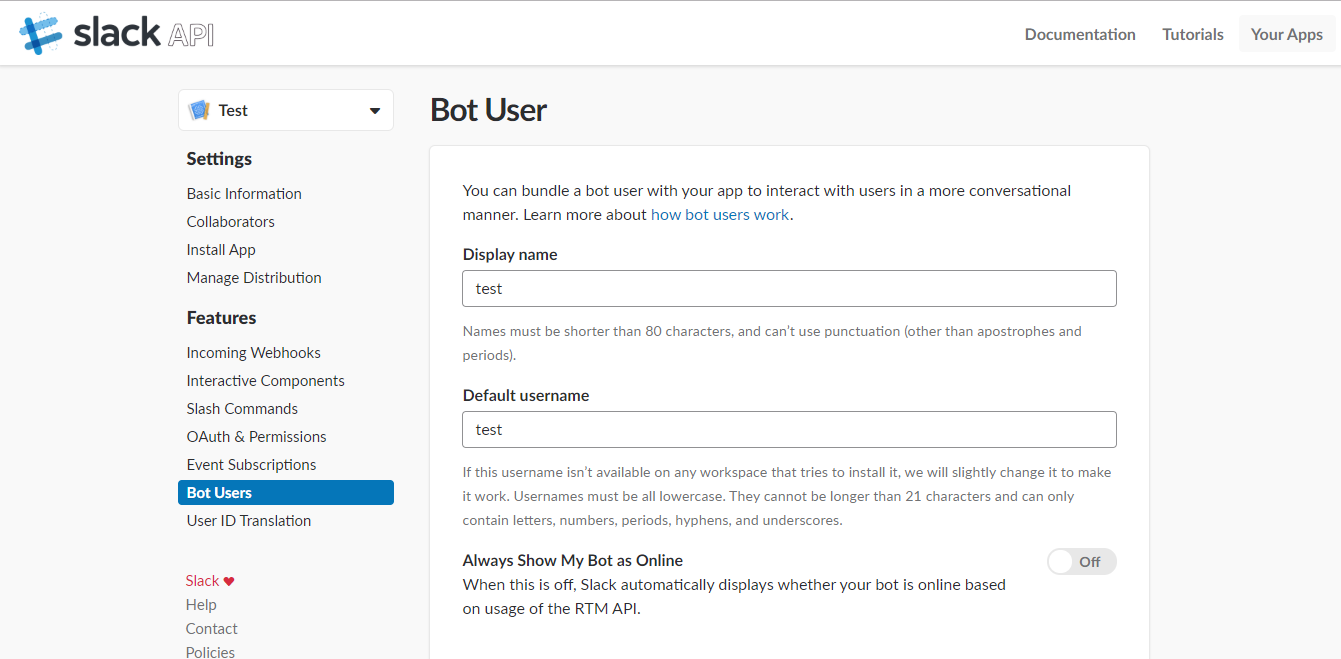 slack API
Documentation
Tutorials
Your Apps
Test
Settings
Basic Information
Collaborators
Install App
Manage Distribution
Features
Incoming Webhooks
Interactive Components
Slash Commands
OAuth & Permissions
Event Subscriptions
Bot Users
User ID Translation
Slack ♥
Help
Contact
Policies
Bot User
You can bundle a bot user with your app to interact with users in a more conversational
manner. Learn more about how bot users work.
Display name
test
Names must be shorter than 80 characters, and can’t use punctuation (other than apostrophes and
periods).
Default username
test
If this username isn’t available on any workspace that tries to install it, we will slightly change it to make
it work. Usernames must be all lowercase. They cannot be longer than 21 characters and can only
contain letters, numbers, periods, hyphens, and underscores.
Always Show My Bot as Online
Off
When this is off, Slack automatically displays whether your bot is online based
on usage of the RTM API.